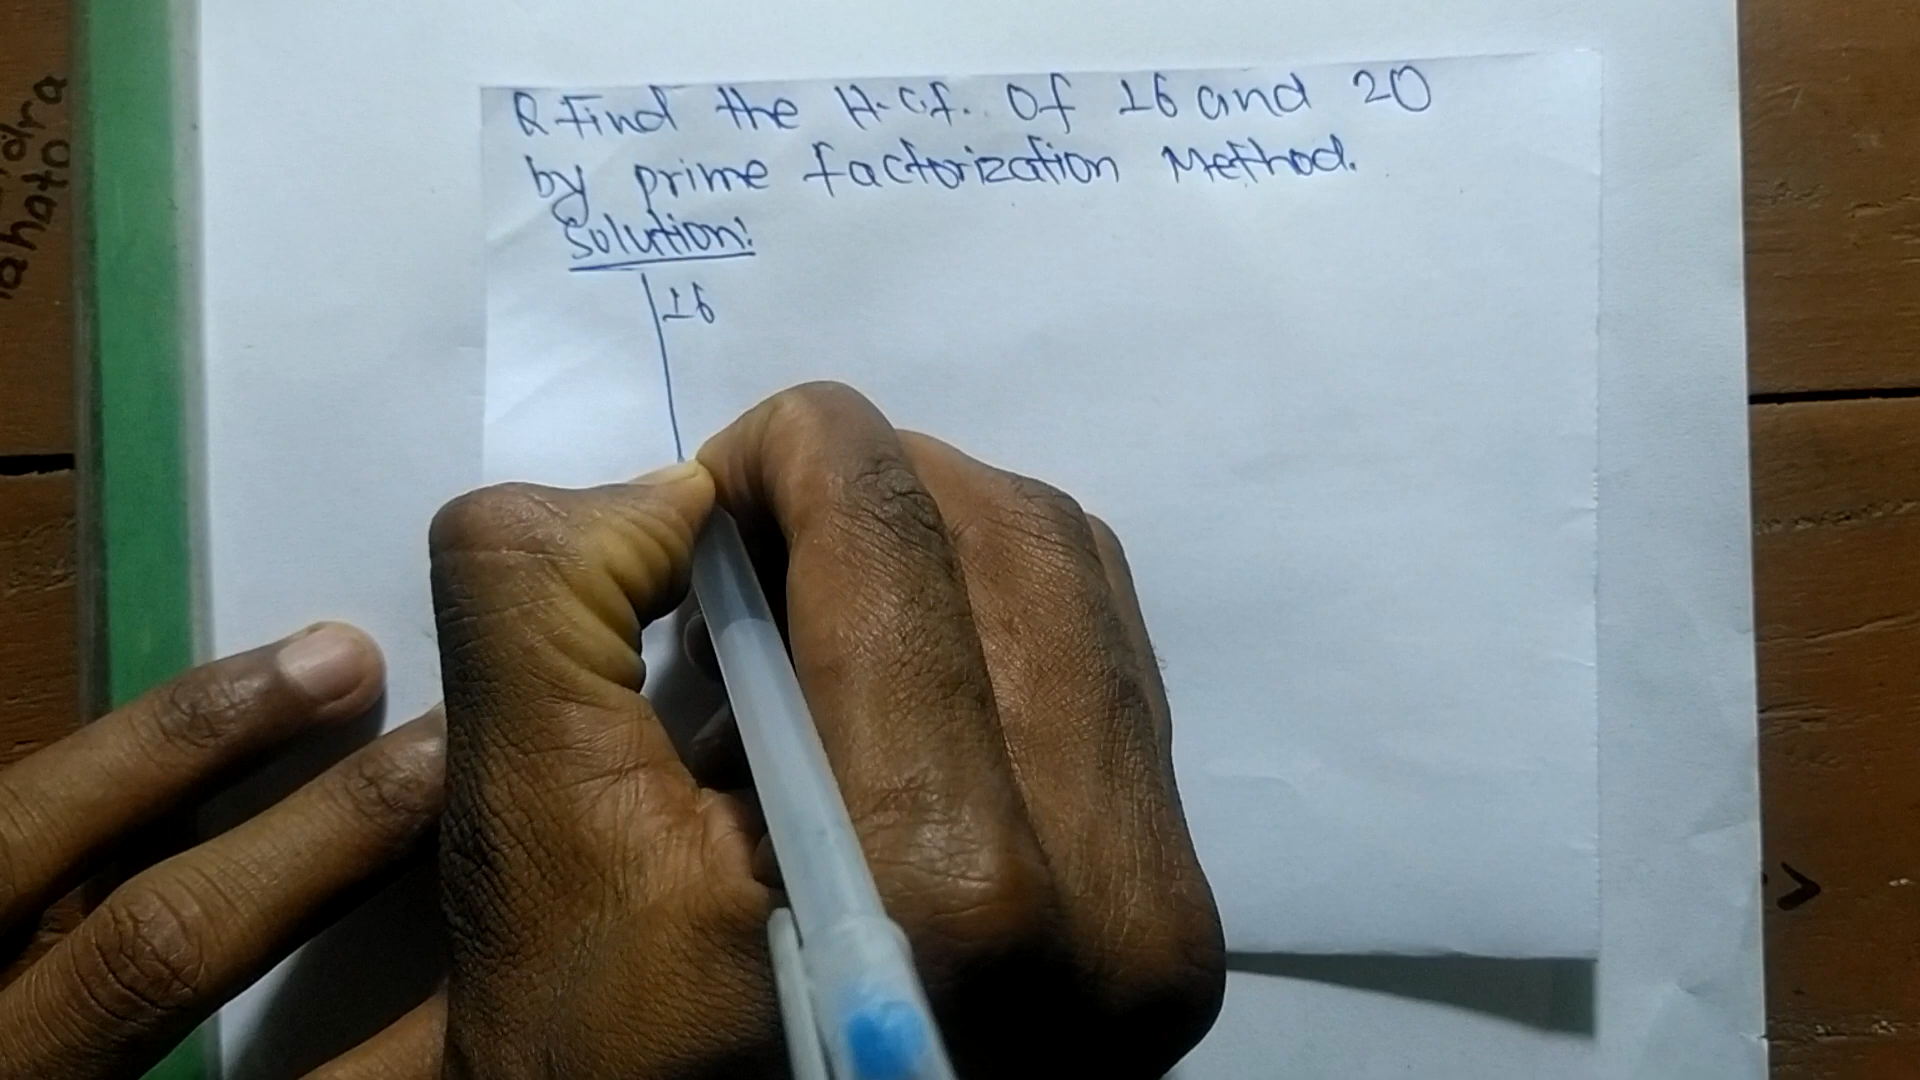 Q Find the H.C.f. Of 16 and 20
by prime factorization Method.
Solution:
16